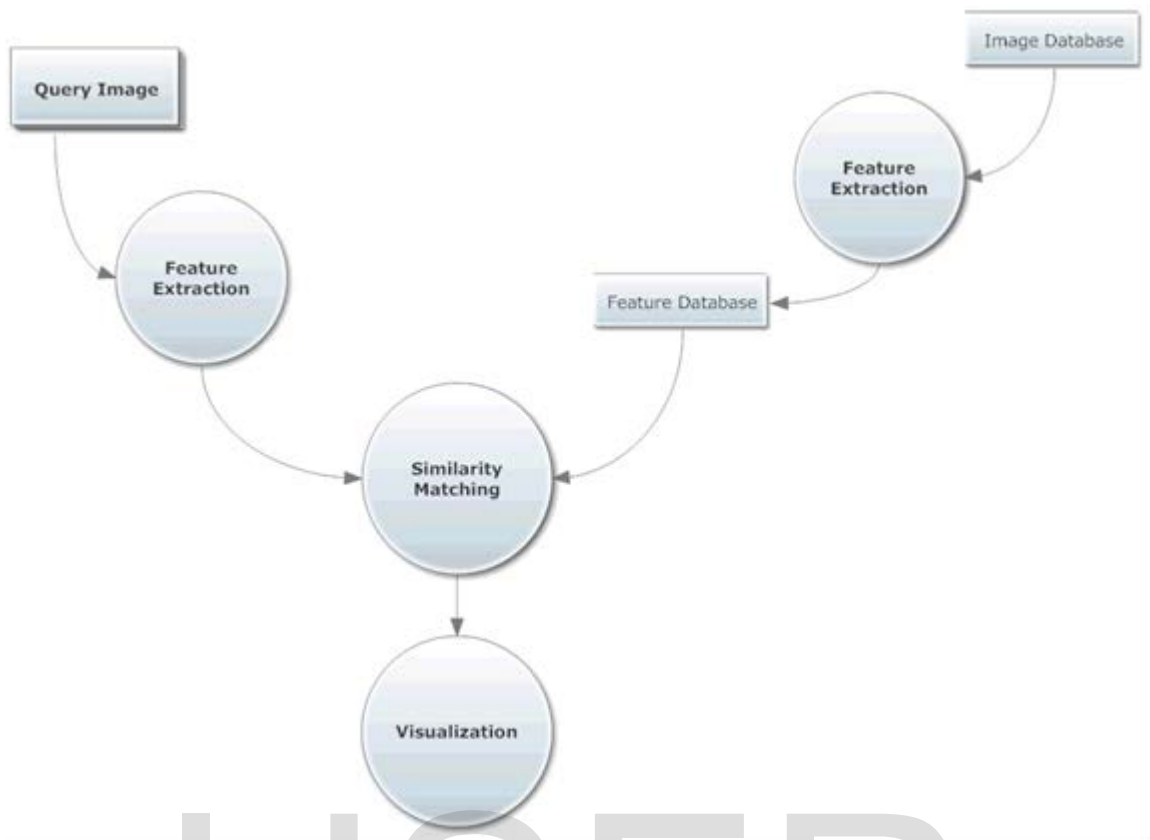 Image Database
Query Image
Feature
Extraction
Feature
Extraction
Feature Database
Similarity
Matching
Visualization